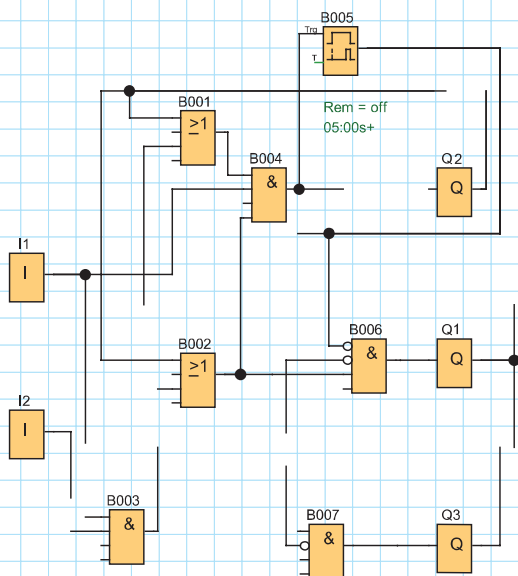 B005
Trg
T
Rem = off
05:00s+
B001
≥1
B004
&
Q2
Q
I1
I
B002
≥1
B006
&
Q1
Q
I2
I
B003
&
B007
&
Q3
Q